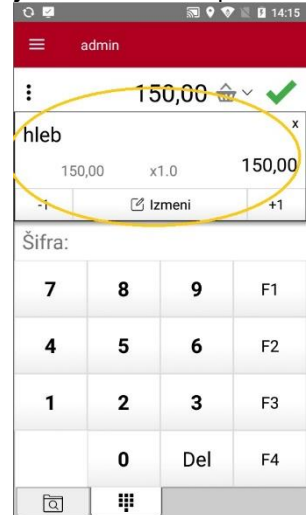 14:15
admin
150,00
x
hleb
150,00 x1.0 150,00
-1 Izmeni +1
Šifra:
7 8 9 F1
4 5 6 F2
1 2 3 F3
0 Del F4